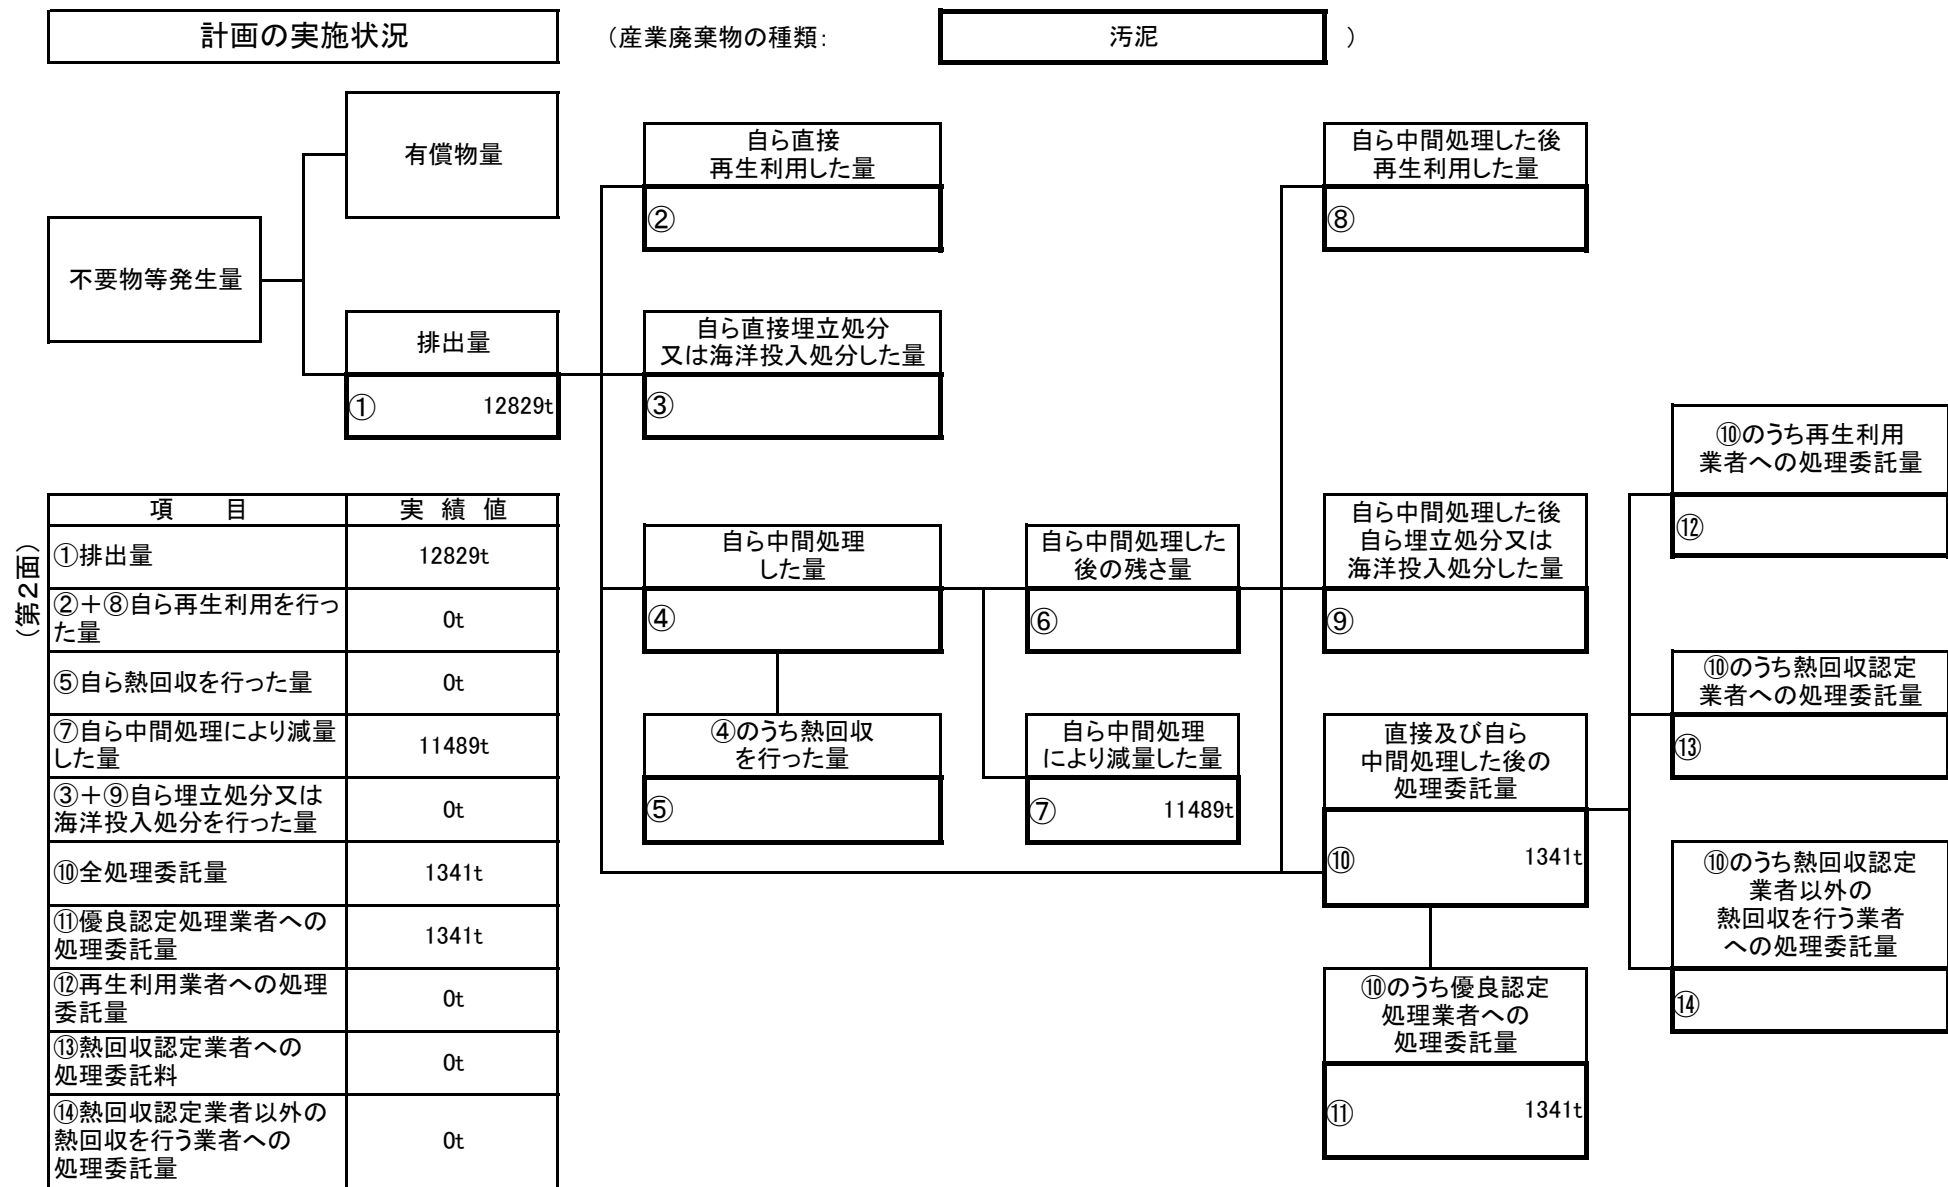 計画の実施状況
（産業廃棄物の種類：
汚泥
）
有償物量
不要物等発生量
排出量
① 12829t
自ら直接
再生利用した量
②
自ら直接埋立処分
又は海洋投入処分した量
③
自ら中間処理
した量
④
④のうち熱回収
を行った量
⑤
自ら中間処理した
後の残さ量
⑥
自ら中間処理
により減量した量
⑦ 11489t
自ら中間処理した後
再生利用した量
⑧
自ら中間処理した後
自ら埋立処分又は
海洋投入処分した量
⑨
直接及び自ら
中間処理した後の
処理委託量
⑩ 1341t
⑩のうち優良認定
処理業者への
処理委託量
⑪ 1341t
⑩のうち再生利用
業者への処理委託量
⑫
⑩のうち熱回収認定
業者への処理委託量
⑬
⑩のうち熱回収認定
業者以外の
熱回収を行う業者
への処理委託量
⑭
（第２面）
項　目 実 績 値
①排出量 12829t
②＋⑧自ら再生利用を行っ
た量 0t
⑤自ら熱回収を行った量 0t
⑦自ら中間処理により減量
した量 11489t
③＋⑨自ら埋立処分又は
海洋投入処分を行った量 0t
⑩全処理委託量 1341t
⑪優良認定処理業者への
処理委託量 1341t
⑫再生利用業者への処理
委託量 0t
⑬熱回収認定業者への
処理委託料 0t
⑭熱回収認定業者以外の
熱回収を行う業者への
処理委託量 0t